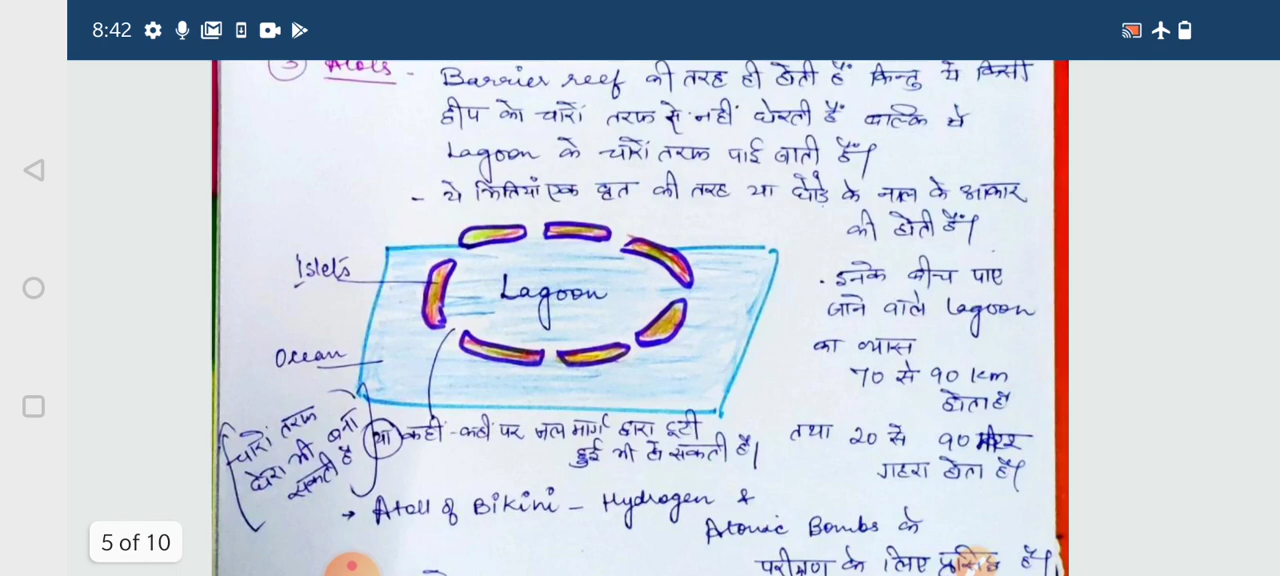 8:42
③ Atols - Barrier reef की तरह ही होती हैं किन्तु ये किसी
द्वीप को चारों तरफ से नहीं घेरती हैं बल्कि ये
Lagoon के चारों तरफ पाई जाती हैं।
- ये भित्तियां एक वृत की तरह या घोड़े के नाल के आकार
की होती हैं।
Islets
Lagoon
Ocean
. इनके बीच पाए
जाने वाले lagoon
का व्यास
70 से 90 km
होता है
तथा 20 से 90 मीटर
गहरा होता है।
चारों तरफ
घेरा भी बना
सकती है
या कहीं-कहीं पर जल मार्ग द्वारा टूटी
हुई भी हो सकती है।
→ Atoll of Bikini - Hydrogen &
Atomic Bombs के
परीक्षण के लिए प्रसिद्ध है।
5 of 10